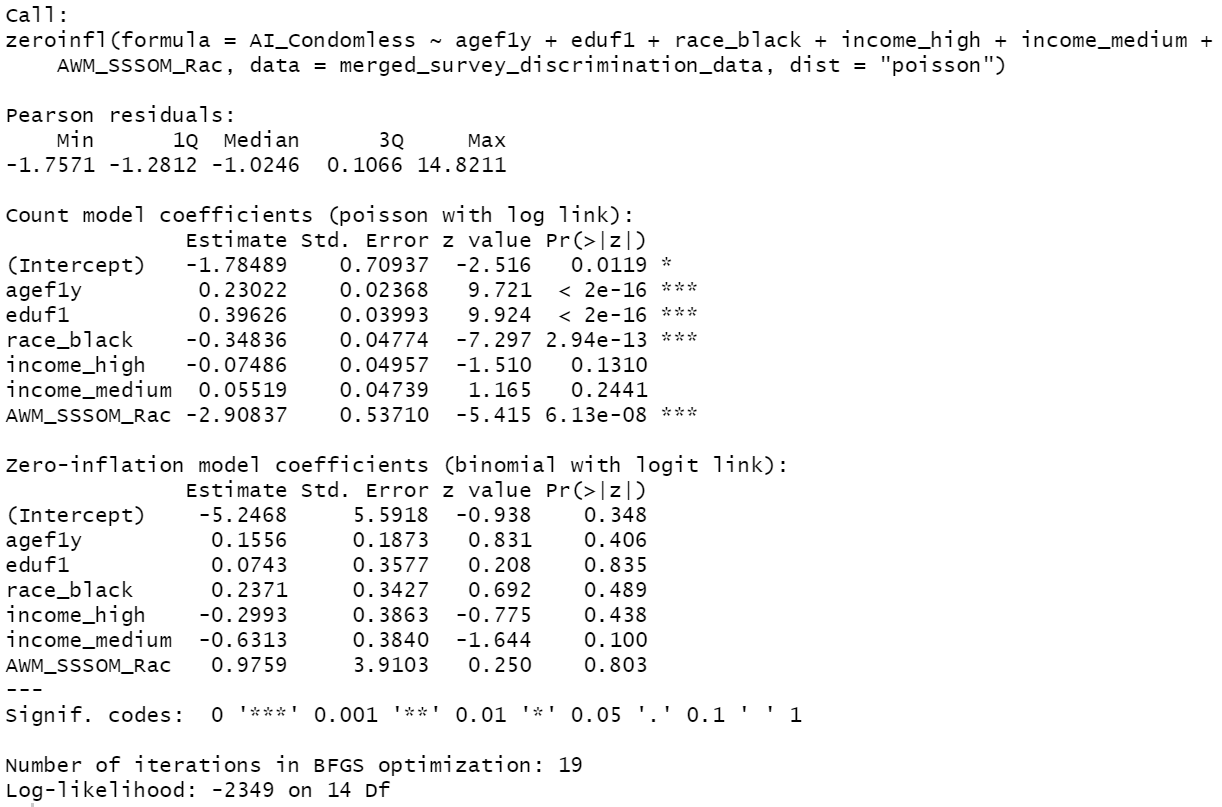 Call:
zeroinfl(formula = AI_Condomless ~ agef1y + eduf1 + race_black + income_high + income_medium +
    AWM_SSSOM_Rac, data = merged_survey_discrimination_data, dist = "poisson")

Pearson residuals:
    Min      1Q  Median      3Q     Max
-1.7571 -1.2812 -1.0246  0.1066 14.8211

Count model coefficients (poisson with log link):
              Estimate Std. Error z value Pr(>|z|)
(Intercept)   -1.78489    0.70937  -2.516   0.0119 *
agef1y         0.23022    0.02368   9.721  < 2e-16 ***
eduf1          0.39626    0.03993   9.924  < 2e-16 ***
race_black    -0.34836    0.04774  -7.297 2.94e-13 ***
income_high   -0.07486    0.04957  -1.510   0.1310
income_medium  0.05519    0.04739   1.165   0.2441
AWM_SSSOM_Rac -2.90837    0.53710  -5.415 6.13e-08 ***

Zero-inflation model coefficients (binomial with logit link):
              Estimate Std. Error z value Pr(>|z|)
(Intercept)    -5.2468     5.5918  -0.938    0.348
agef1y          0.1556     0.1873   0.831    0.406
eduf1           0.0743     0.3577   0.208    0.835
race_black      0.2371     0.3427   0.692    0.489
income_high    -0.2993     0.3863  -0.775    0.438
income_medium  -0.6313     0.3840  -1.644    0.100
AWM_SSSOM_Rac   0.9759     3.9103   0.250    0.803
---
Signif. codes:  0 '***' 0.001 '**' 0.01 '*' 0.05 '.' 0.1 ' ' 1

Number of iterations in BFGS optimization: 19
Log-likelihood: -2349 on 14 Df